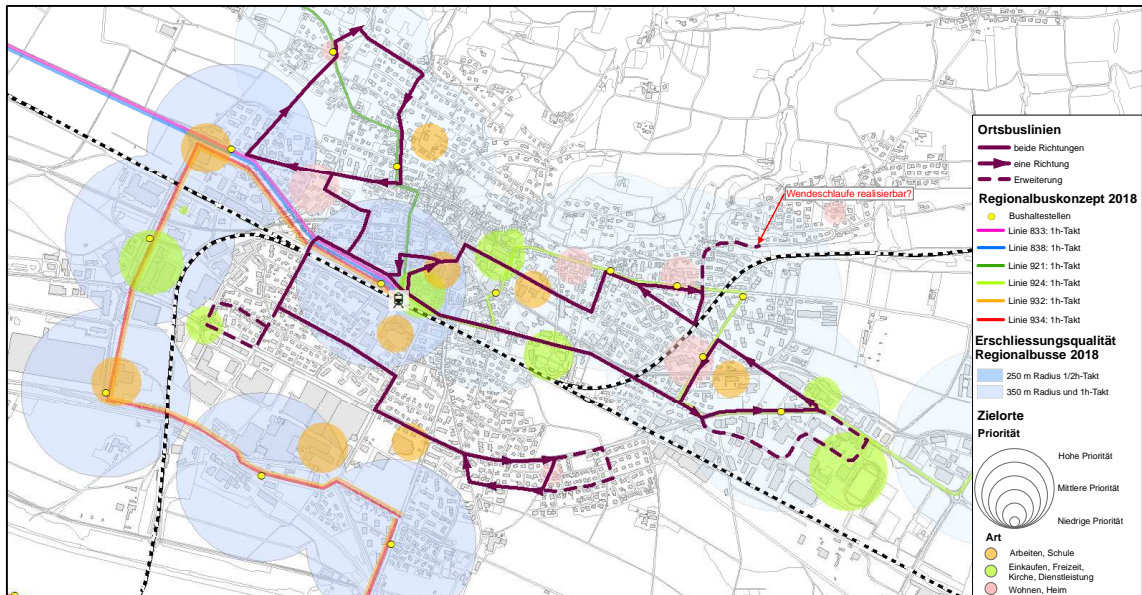 Wendeschlaufe realisierbar?
Ortsbuslinien
beide Richtungen
eine Richtung
Erweiterung
Regionalbuskonzept 2018
Bushaltestellen
Linie 833: 1h-Takt
Linie 838: 1h-Takt
Linie 921: 1h-Takt
Linie 924: 1h-Takt
Linie 932: 1h-Takt
Linie 934: 1h-Takt
Erschliessungsqualität
Regionalbusse 2018
250 m Radius 1/2h-Takt
350 m Radius und 1h-Takt
Zielorte
Priorität
Hohe Priorität
Mittlere Priorität
Niedrige Priorität
Art
Arbeiten, Schule
Einkaufen, Freizeit,
Kirche, Dienstleistung
Wohnen, Heim